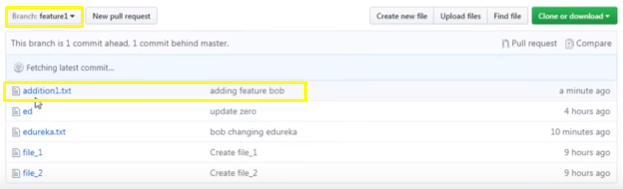 Branch: feature1 New pull request Create new file Upload files Find file Clone or download
This branch is 1 commit ahead, 1 commit behind master. Pull request Compare
Fetching latest commit...
addition1.txt adding feature bob a minute ago
ed update zero 4 hours ago
edureka.txt bob changing edureka 10 minutes ago
file_1 Create file_1 9 hours ago
file_2 Create file_2 9 hours ago